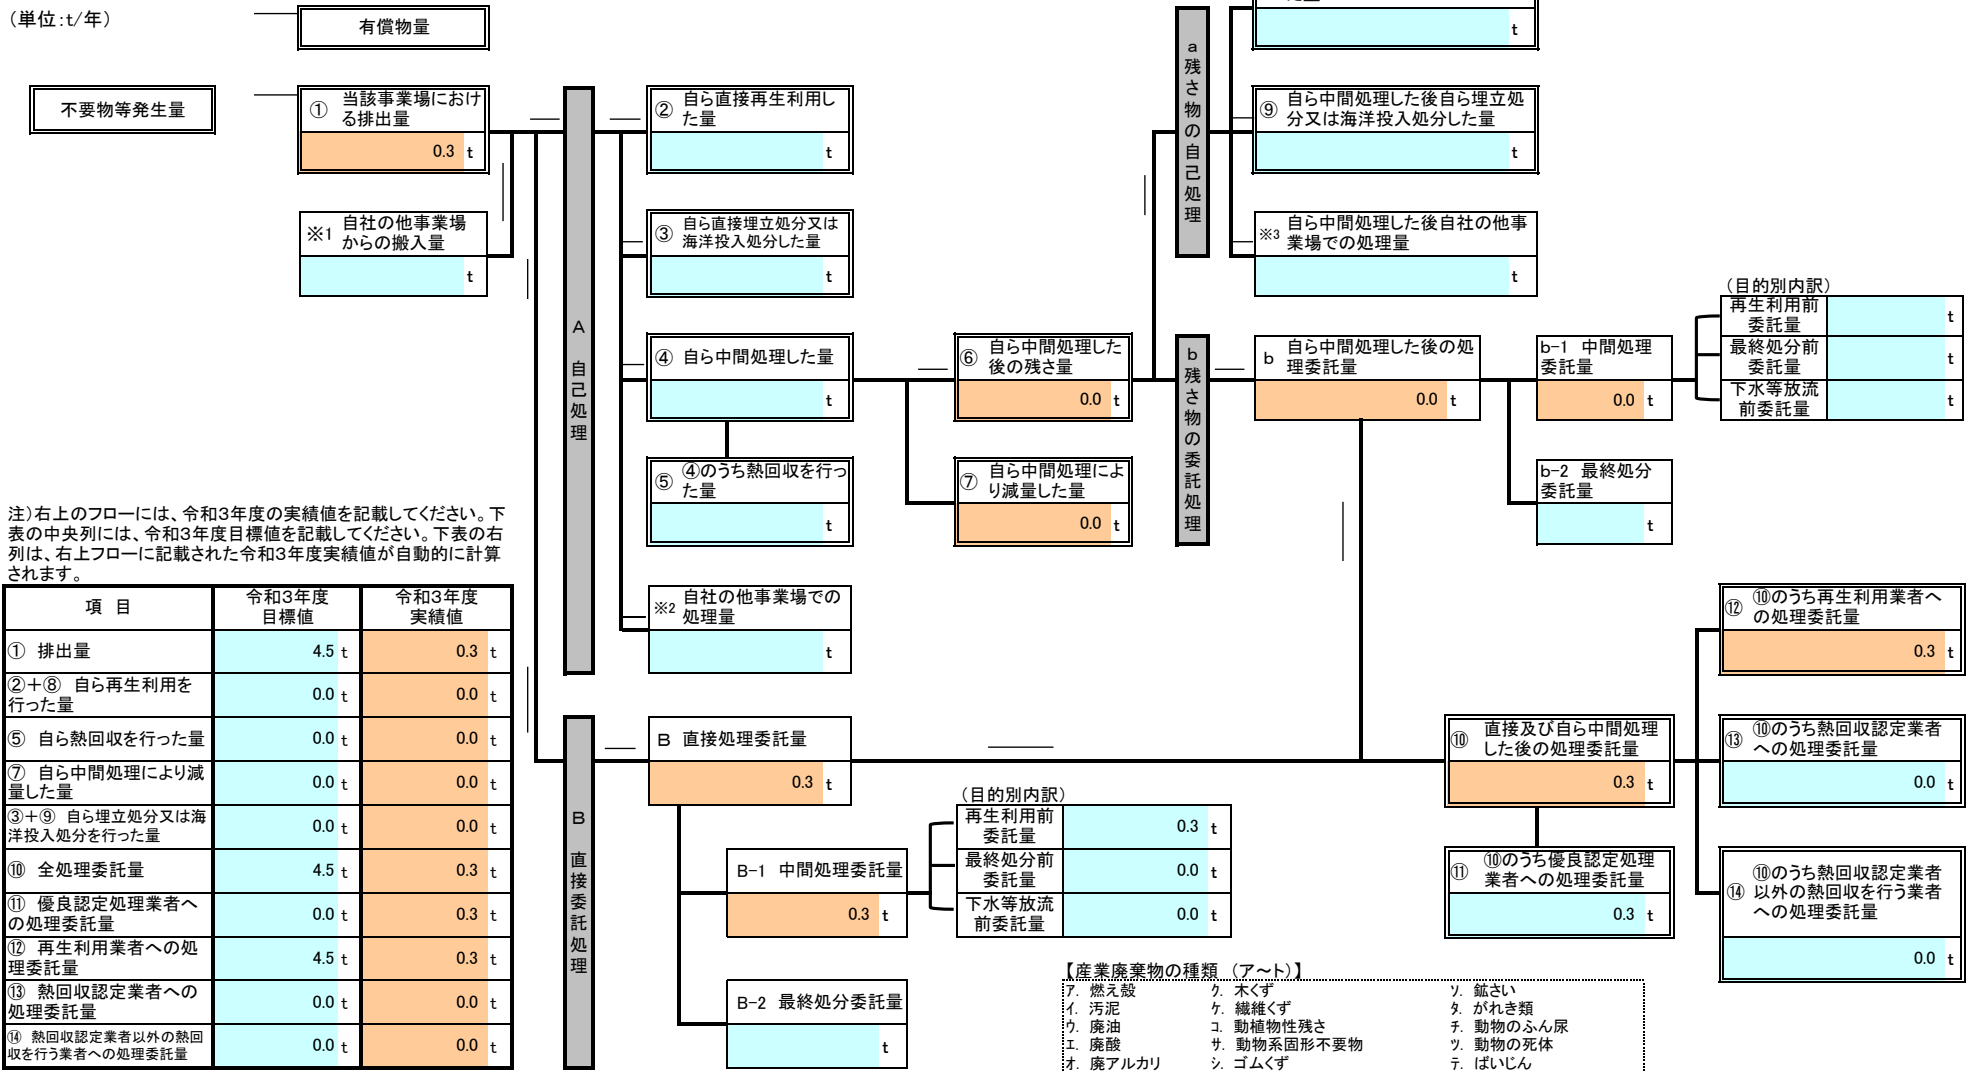 (単位:t/年)
有償物量
不要物等発生量
① 当該事業場におけ
る排出量
0.3 t
※1 自社の他事業場
からの搬入量
t
A 自己処理
② 自ら直接再生利用し
た量
t
③ 自ら直接埋立処分又は
海洋投入処分した量
t
④ 自ら中間処理した量
t
⑤ ④のうち熱回収を行っ
た量
t
※2 自社の他事業場での
処理量
t
⑥ 自ら中間処理した
後の残さ量
0.0 t
⑦ 自ら中間処理によ
り減量した量
0.0 t
a残さ物の自己処理
t
⑨ 自ら中間処理した後自ら埋立処
分又は海洋投入処分した量
t
※3 自ら中間処理した後自社の他事
業場での処理量
t
b残さ物の委託処理
b 自ら中間処理した後の処
理委託量
0.0 t
b-1 中間処理
委託量
0.0 t
b-2 最終処分
委託量
t
(目的別内訳)
再生利用前
委託量
t
最終処分前
委託量
t
下水等放流
前委託量
t
注)右上のフローには、令和3年度の実績値を記載してください。下
表の中央列には、令和3年度目標値を記載してください。下表の右
列は、右上フローに記載された令和3年度実績値が自動的に計算
されます。
項 目 令和3年度目標値 令和3年度実績値
① 排出量 4.5 t 0.3 t
②+⑧ 自ら再生利用を
行った量 0.0 t 0.0 t
⑤ 自ら熱回収を行った量 0.0 t 0.0 t
⑦ 自ら中間処理により減
量した量 0.0 t 0.0 t
③+⑨ 自ら埋立処分又は海
洋投入処分を行った量 0.0 t 0.0 t
⑩ 全処理委託量 4.5 t 0.3 t
⑪ 優良認定処理業者へ
の処理委託量 0.0 t 0.3 t
⑫ 再生利用業者への処
理委託量 4.5 t 0.3 t
⑬ 熱回収認定業者への
処理委託量 0.0 t 0.0 t
⑭ 熱回収認定業者以外の熱回
収を行う業者への処理委託量 0.0 t 0.0 t
B 直接委託処理
B 直接処理委託量
0.3 t
B-1 中間処理委託量
0.3 t
B-2 最終処分委託量
t
(目的別内訳)
再生利用前
委託量
0.3 t
最終処分前
委託量
0.0 t
下水等放流
前委託量
0.0 t
⑩ 直接及び自ら中間処理
した後の処理委託量
0.3 t
⑪ ⑩のうち優良認定処理
業者への処理委託量
0.3 t
⑫ ⑩のうち再生利用業者へ
の処理委託量
0.3 t
⑬ ⑩のうち熱回収認定業者
への処理委託量
0.0 t
⑭ ⑩のうち熱回収認定業者
以外の熱回収を行う業者
への処理委託量
0.0 t
【産業廃棄物の種類 (ア~ト)】
ア. 燃え殻 ク. 木くず ソ. 鉱さい
イ. 汚泥 ケ. 繊維くず タ. がれき類
ウ. 廃油 コ. 動植物性残さ チ. 動物のふん尿
エ. 廃酸 サ. 動物系固形不要物 ツ. 動物の死体
オ. 廃アルカリ シ. ゴムくず テ. ばいじん